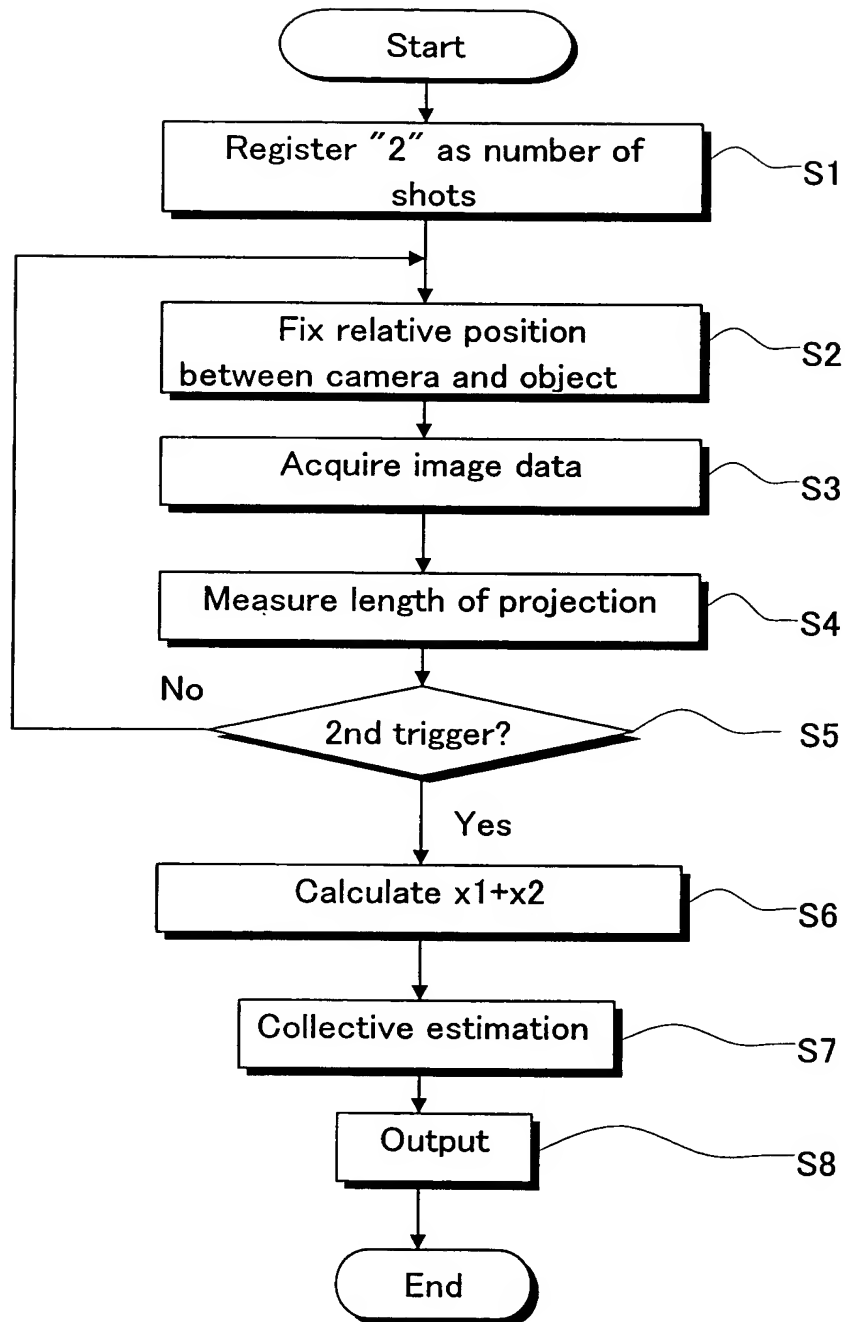 Start
Register "2" as number of
shots
S1
Fix relative position
between camera and object
S2
Acquire image data
S3
Measure length of projection
S4
No
2nd trigger?
S5
Yes
Calculate x1+x2
S6
Collective estimation
S7
Output
S8
End